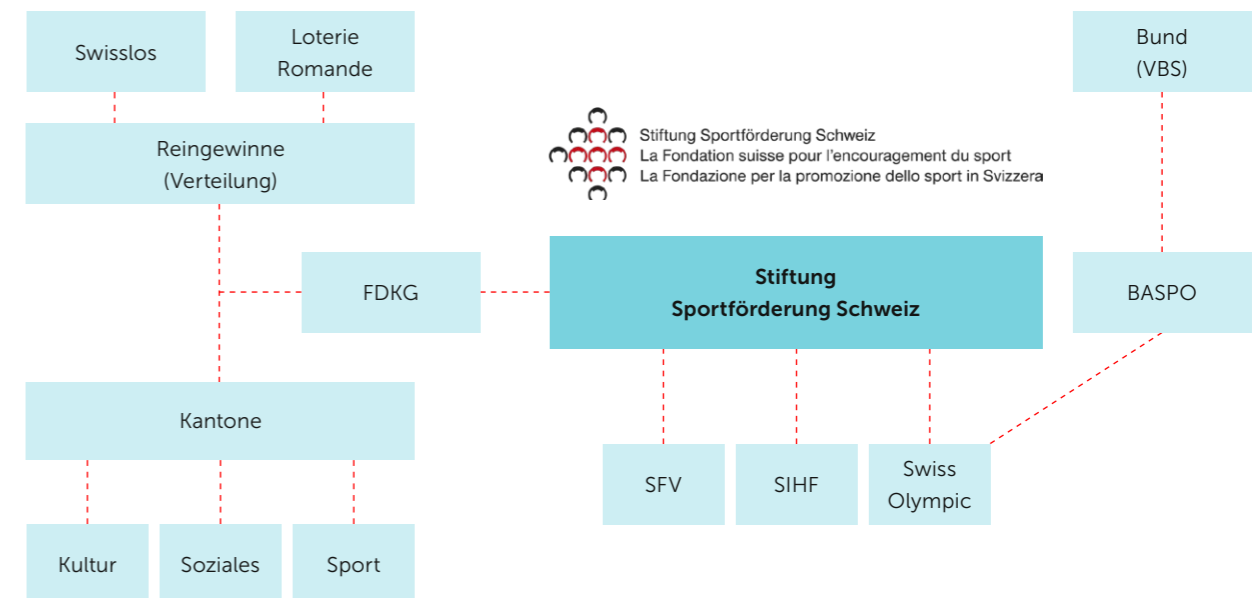 Swisslos
Loterie
Romande
Bund
(VBS)
Reingewinne
(Verteilung)
Stiftung Sportförderung Schweiz
La Fondation suisse pour l'encouragement du sport
La Fondazione per la promozione dello sport in Svizzera
FDKG
Stiftung
Sportförderung Schweiz
BASPO
Kantone
SFV
SIHF
Swiss
Olympic
Kultur
Soziales
Sport